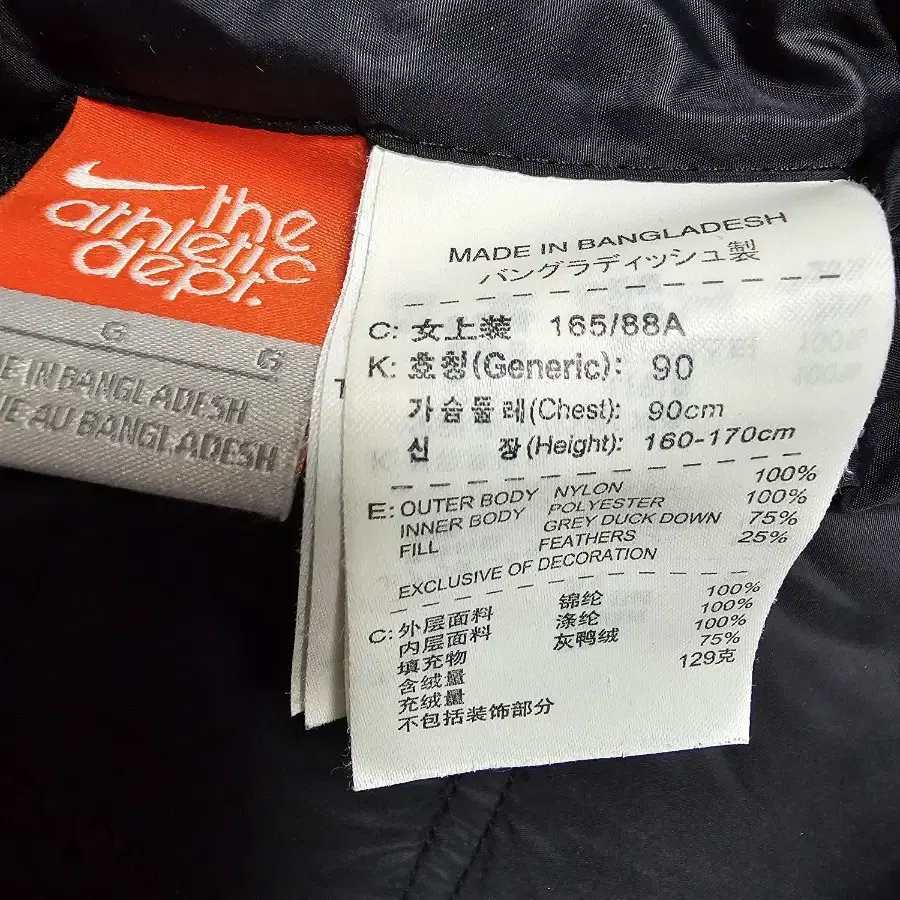 the
athletic
dept.
G
G
E IN BANGLADESH
UE AU BANGLADESH
MADE IN BANGLADESH
バングラディッシュ製
C: 女上装 165/88A
K: 호칭(Generic): 90
가슴둘레(Chest): 90cm
신 장(Height): 160-170cm
E: OUTER BODY NYLON 100%
INNER BODY POLYESTER 100%
FILL GREY DUCK DOWN 75%
FEATHERS 25%
EXCLUSIVE OF DECORATION
C: 外层面料 锦纶 100%
内层面料 涤纶 100%
填充物 灰鸭绒 100%
含绒量 75%
充绒量 129克
不包括装饰部分